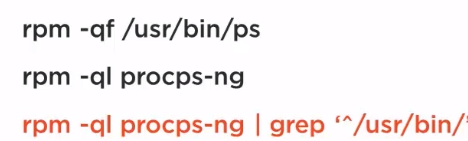 rpm -qf /usr/bin/ps
rpm -ql procps-ng
rpm -ql procps-ng | grep ‘^/usr/bin/’